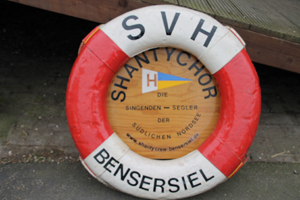 SVH
SHANTYCHOR
H
DIE
SINGENDEN - SEGLER
DER
SÜDLICHEN NORDSEE
BENSERSIEL